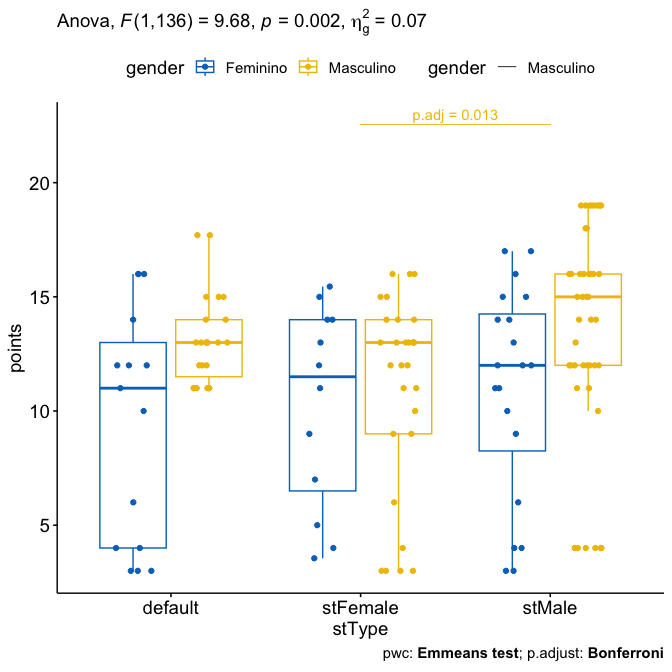 Anova, F(1,136) = 9.68, p = 0.002, η²g = 0.07
gender Feminino Masculino gender Masculino
p.adj = 0.013
20
15
10
5
points
default stFemale stMale
stType
pwc: Emmeans test; p.adjust: Bonferroni